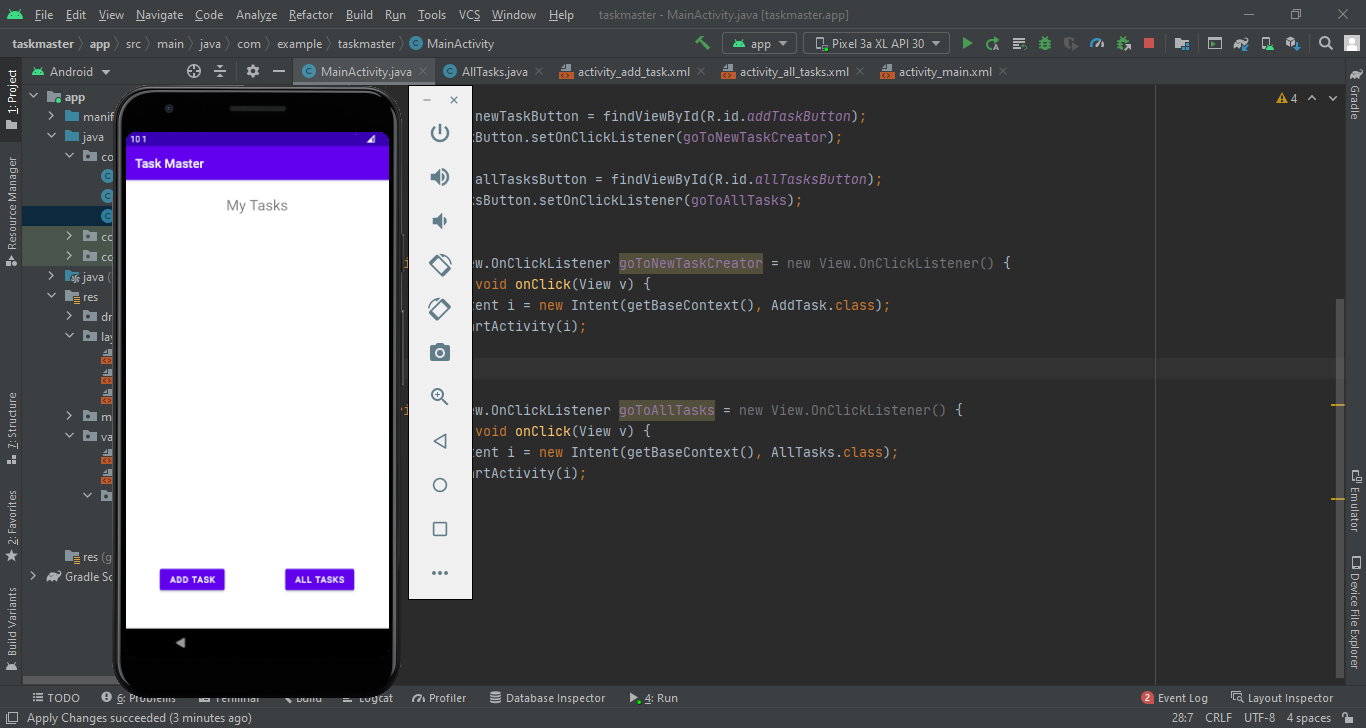 File Edit View Navigate Code Analyze Refactor Build Run Tools VCS Window Help taskmaster - MainActivity.java [taskmaster.app]
taskmaster app src main java com example taskmaster MainActivity app Pixel 3a XL API 30
Android MainActivity.java AllTasks.java activity_add_task.xml activity_all_tasks.xml activity_main.xml
1: Project
Resource Manager
7: Structure
2: Favorites
Build Variants
app
manif
java
co
co
co
java (
res
dr
lay
m
va
res (g
Gradle Sc
10 1
Task Master
My Tasks
ADD TASK ALL TASKS
newTaskButton = findViewById(R.id.addTaskButton);
kButton.setOnClickListener(goToNewTaskCreator);
allTasksButton = findViewById(R.id.allTasksButton);
sButton.setOnClickListener(goToAllTasks);
w.OnClickListener goToNewTaskCreator = new View.OnClickListener() {
void onClick(View v) {
tent i = new Intent(getBaseContext(), AddTask.class);
artActivity(i);
w.OnClickListener goToAllTasks = new View.OnClickListener() {
void onClick(View v) {
tent i = new Intent(getBaseContext(), AllTasks.class);
artActivity(i);
4
Gradle
Emulator
Device File Explorer
TODO 6: Problems Terminal Build Logcat Profiler Database Inspector 4: Run 2 Event Log Layout Inspector
Apply Changes succeeded (3 minutes ago) 28:7 CRLF UTF-8 4 spaces